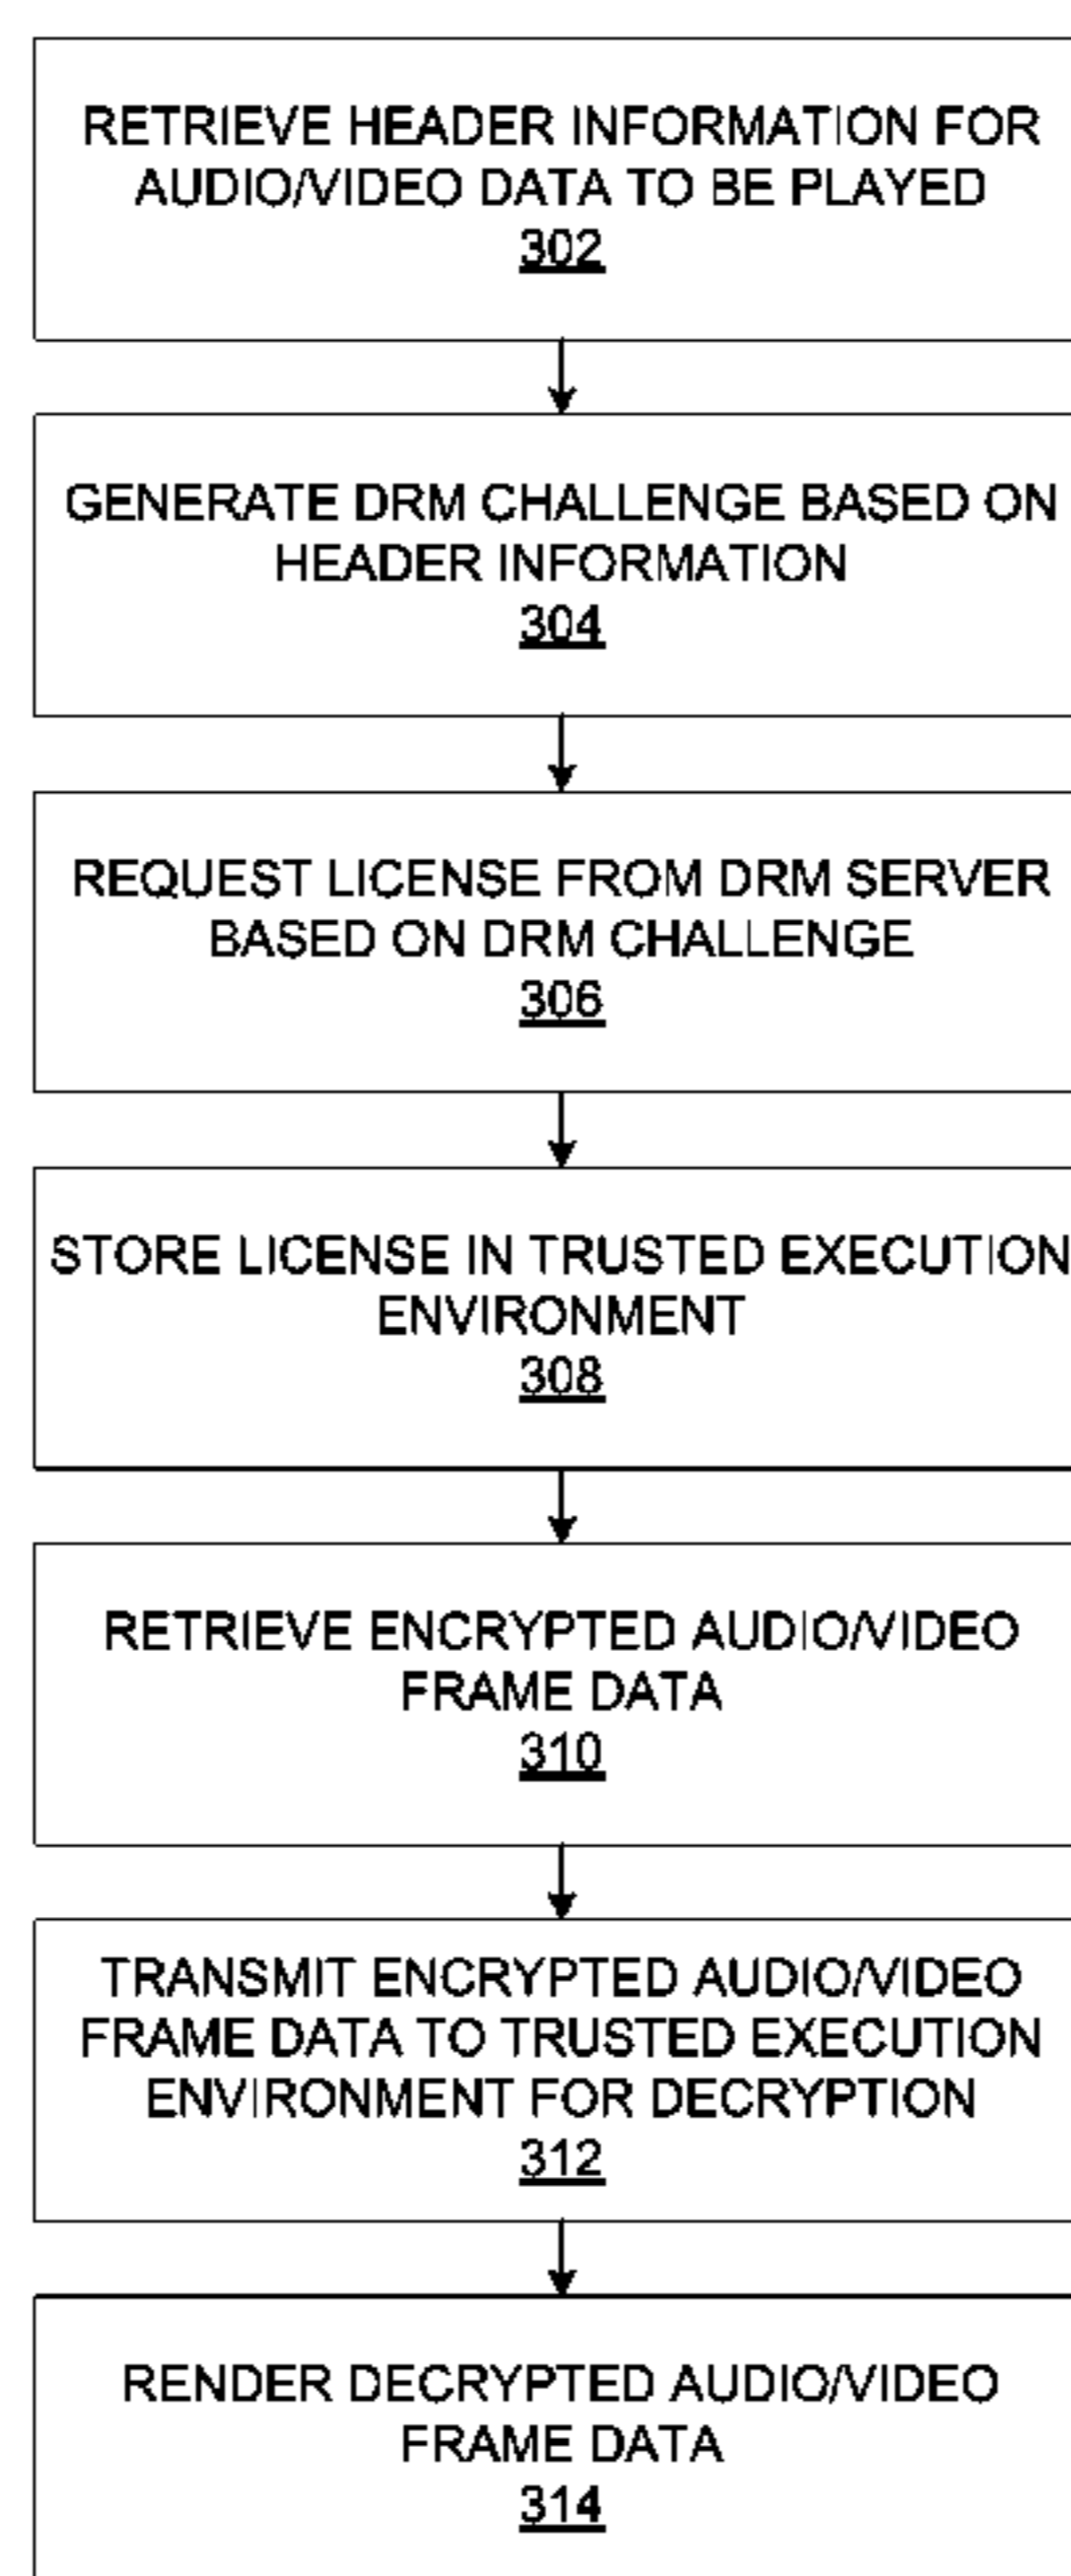 RETRIEVE HEADER INFORMATION FOR
AUDIO/VIDEO DATA TO BE PLAYED
302
GENERATE DRM CHALLENGE BASED ON
HEADER INFORMATION
304
REQUEST LICENSE FROM DRM SERVER
BASED ON DRM CHALLENGE
306
STORE LICENSE IN TRUSTED EXECUTION
ENVIRONMENT
308
RETRIEVE ENCRYPTED AUDIO/VIDEO
FRAME DATA
310
TRANSMIT ENCRYPTED AUDIO/VIDEO
FRAME DATA TO TRUSTED EXECUTION
ENVIRONMENT FOR DECRYPTION
312
RENDER DECRYPTED AUDIO/VIDEO
FRAME DATA
314